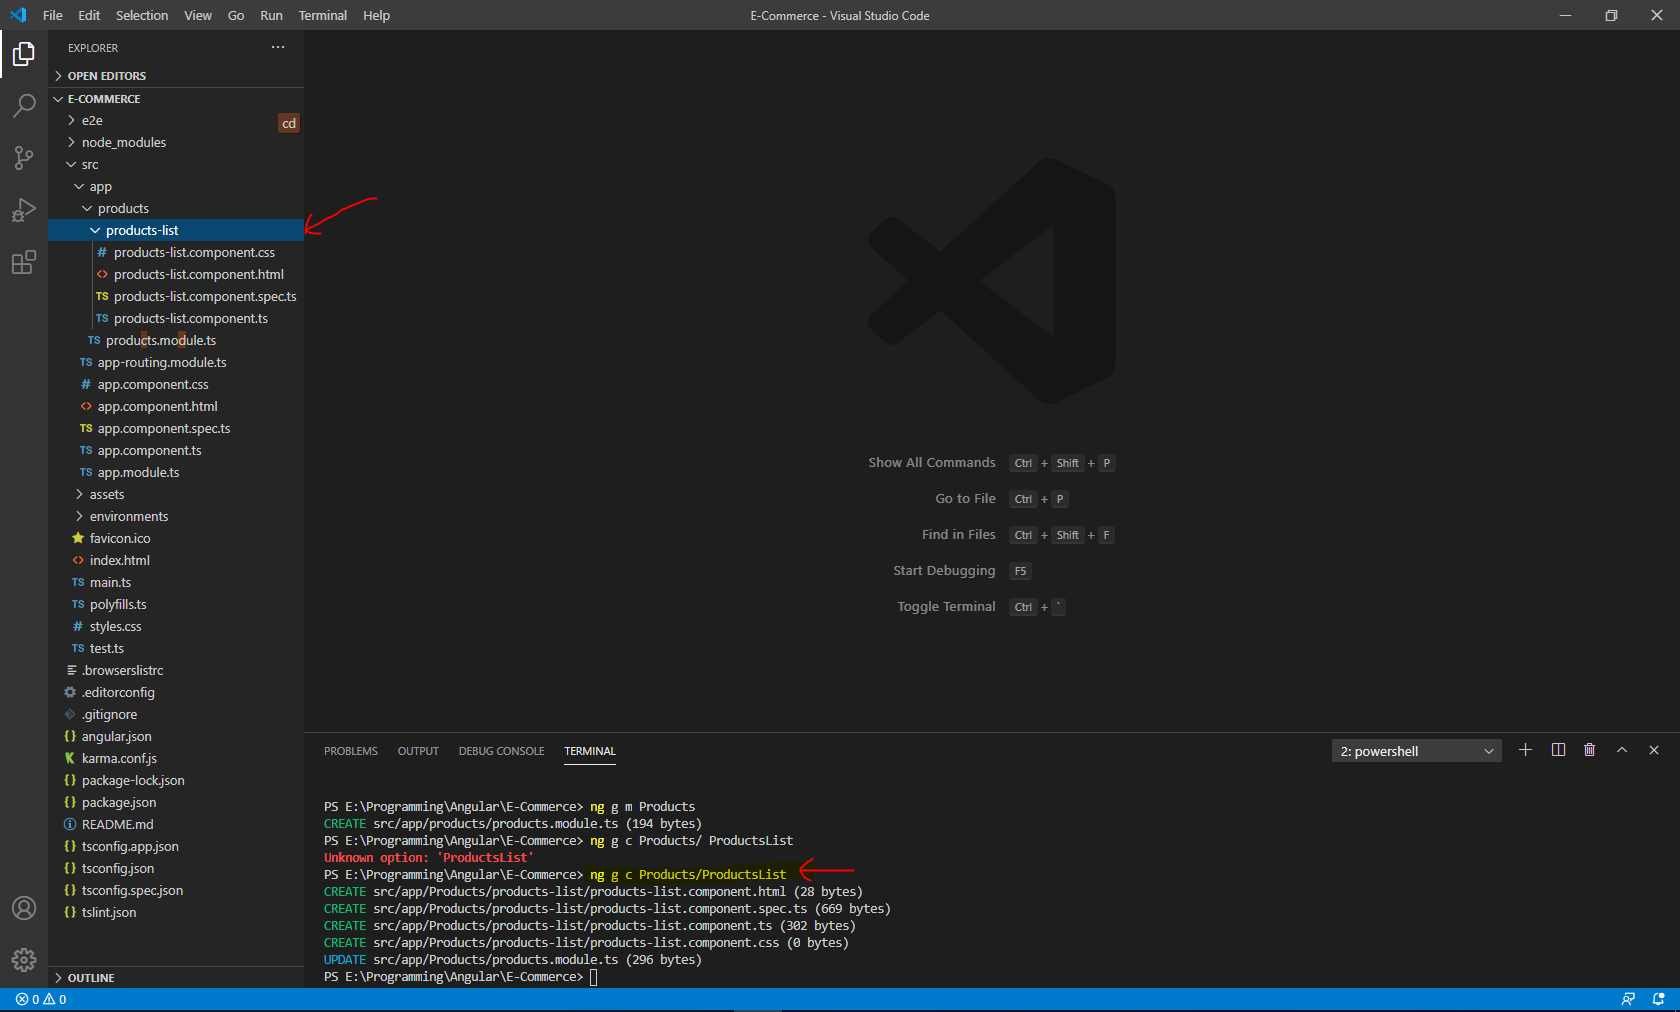 File Edit Selection View Go Run Terminal Help
E-Commerce - Visual Studio Code
EXPLORER
OPEN EDITORS
E-COMMERCE
e2e
cd
node_modules
src
app
products
products-list
# products-list.component.css
<> products-list.component.html
TS products-list.component.spec.ts
TS products-list.component.ts
TS products.module.ts
TS app-routing.module.ts
# app.component.css
<> app.component.html
TS app.component.spec.ts
TS app.component.ts
TS app.module.ts
assets
environments
favicon.ico
<> index.html
TS main.ts
TS polyfills.ts
# styles.css
TS test.ts
.browserslistrc
.editorconfig
.gitignore
{} angular.json
karma.conf.js
{} package-lock.json
{} package.json
README.md
{} tsconfig.app.json
{} tsconfig.json
{} tsconfig.spec.json
{} tslint.json
OUTLINE
Show All Commands Ctrl + Shift + P
Go to File Ctrl + P
Find in Files Ctrl + Shift + F
Start Debugging F5
Toggle Terminal Ctrl + `
PROBLEMS OUTPUT DEBUG CONSOLE TERMINAL
2: powershell
PS E:\Programming\Angular\E-Commerce> ng g m Products
CREATE src/app/products/products.module.ts (194 bytes)
PS E:\Programming\Angular\E-Commerce> ng g c Products/ ProductsList
Unknown option: 'ProductsList'
PS E:\Programming\Angular\E-Commerce> ng g c Products/ProductsList
CREATE src/app/Products/products-list/products-list.component.html (28 bytes)
CREATE src/app/Products/products-list/products-list.component.spec.ts (669 bytes)
CREATE src/app/Products/products-list/products-list.component.ts (302 bytes)
CREATE src/app/Products/products-list/products-list.component.css (0 bytes)
UPDATE src/app/Products/products.module.ts (296 bytes)
PS E:\Programming\Angular\E-Commerce>
0 0